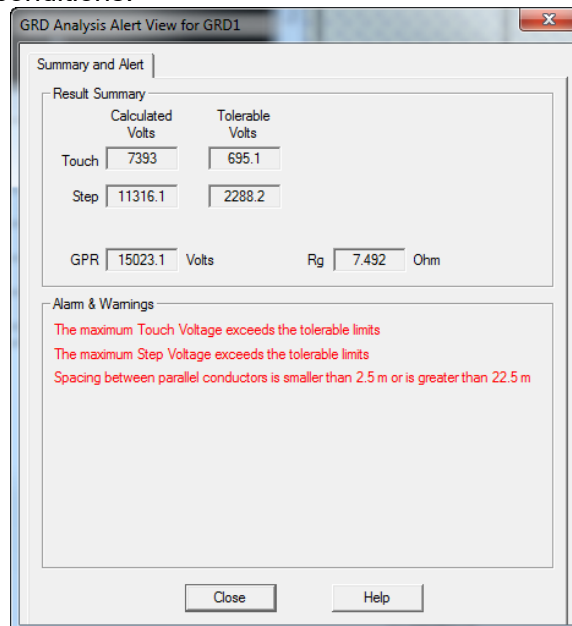 conditions.
GRD Analysis Alert View for GRD1
Summary and Alert
Result Summary
Calculated Volts Tolerable Volts
Touch 7393 695.1
Step 11316.1 2288.2
GPR 15023.1 Volts Rg 7.492 Ohm
Alarm & Warnings
The maximum Touch Voltage exceeds the tolerable limits
The maximum Step Voltage exceeds the tolerable limits
Spacing between parallel conductors is smaller than 2.5 m or is greater than 22.5 m
Close Help